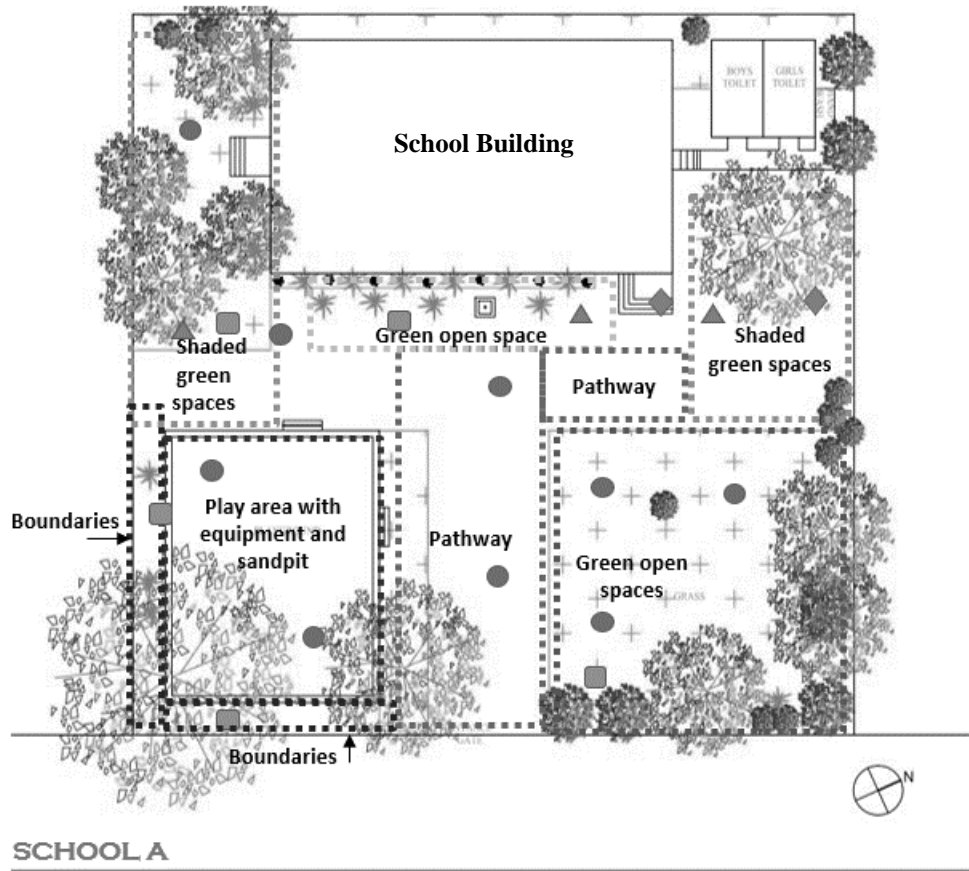 BOYS
TOILET
GIRLS
TOILET
School Building
Green open space
Shaded
green
spaces
Shaded
green spaces
Pathway
Boundaries
Play area with
equipment and
sandpit
Pathway
Green open
spaces
GRASS
Boundaries
GATE
N
SCHOOL A